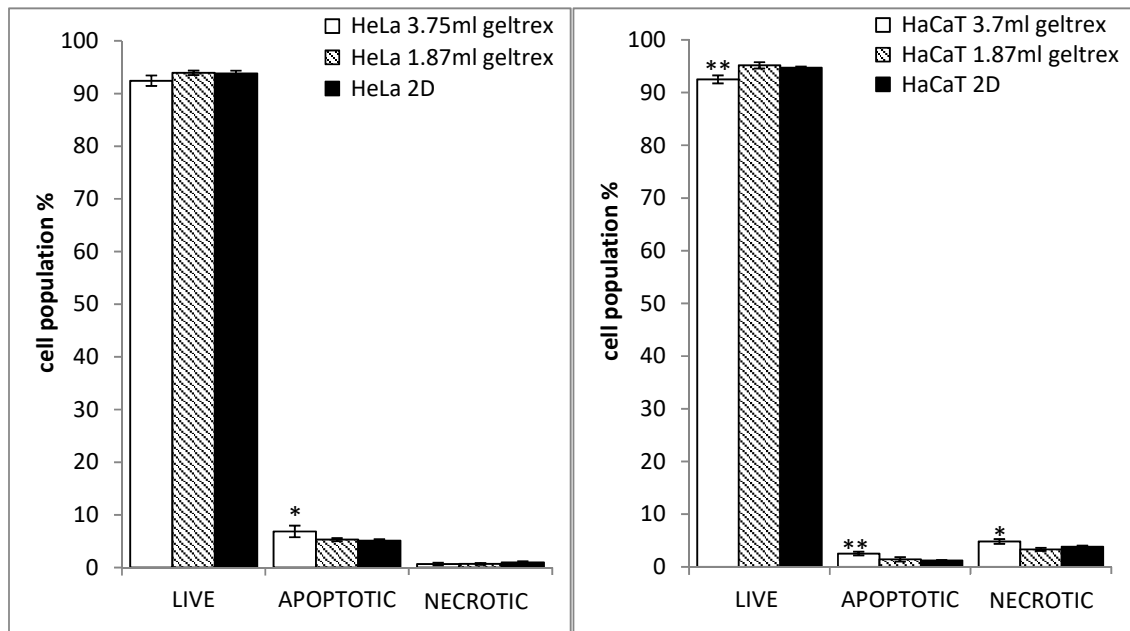 HeLa 3.75ml geltrex
HeLa 1.87ml geltrex
HeLa 2D
cell population %
100
90
80
70
60
50
40
30
20
10
0
*
LIVE APOPTOTIC NECROTIC
HaCaT 3.7ml geltrex
HaCaT 1.87ml geltrex
HaCaT 2D
cell population %
100
90
80
70
60
50
40
30
20
10
0
**
** *
LIVE APOPTOTIC NECROTIC